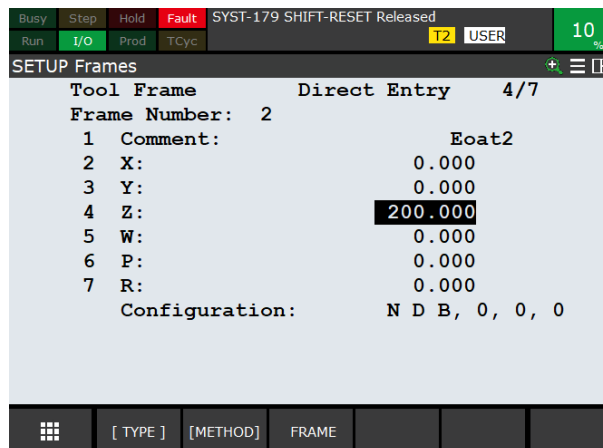 Busy Step Hold Fault SYST-179 SHIFT-RESET Released
Run I/O Prod TCyc T2 USER 10 %
SETUP Frames
Tool Frame Direct Entry 4/7
Frame Number: 2
1 Comment: Eoat2
2 X: 0.000
3 Y: 0.000
4 Z: 200.000
5 W: 0.000
6 P: 0.000
7 R: 0.000
Configuration: N D B, 0, 0, 0
[ TYPE ] [METHOD] FRAME